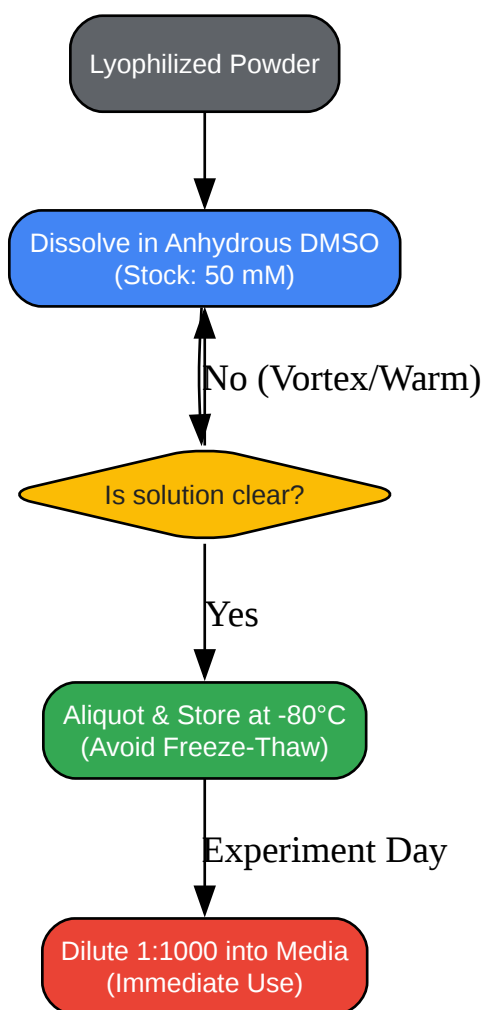 Lyophilized Powder
Dissolve in Anhydrous DMSO
(Stock: 50 mM)
No (Vortex/Warm)
Is solution clear?
Yes
Aliquot & Store at -80°C
(Avoid Freeze-Thaw)
Experiment Day
Dilute 1:1000 into Media
(Immediate Use)